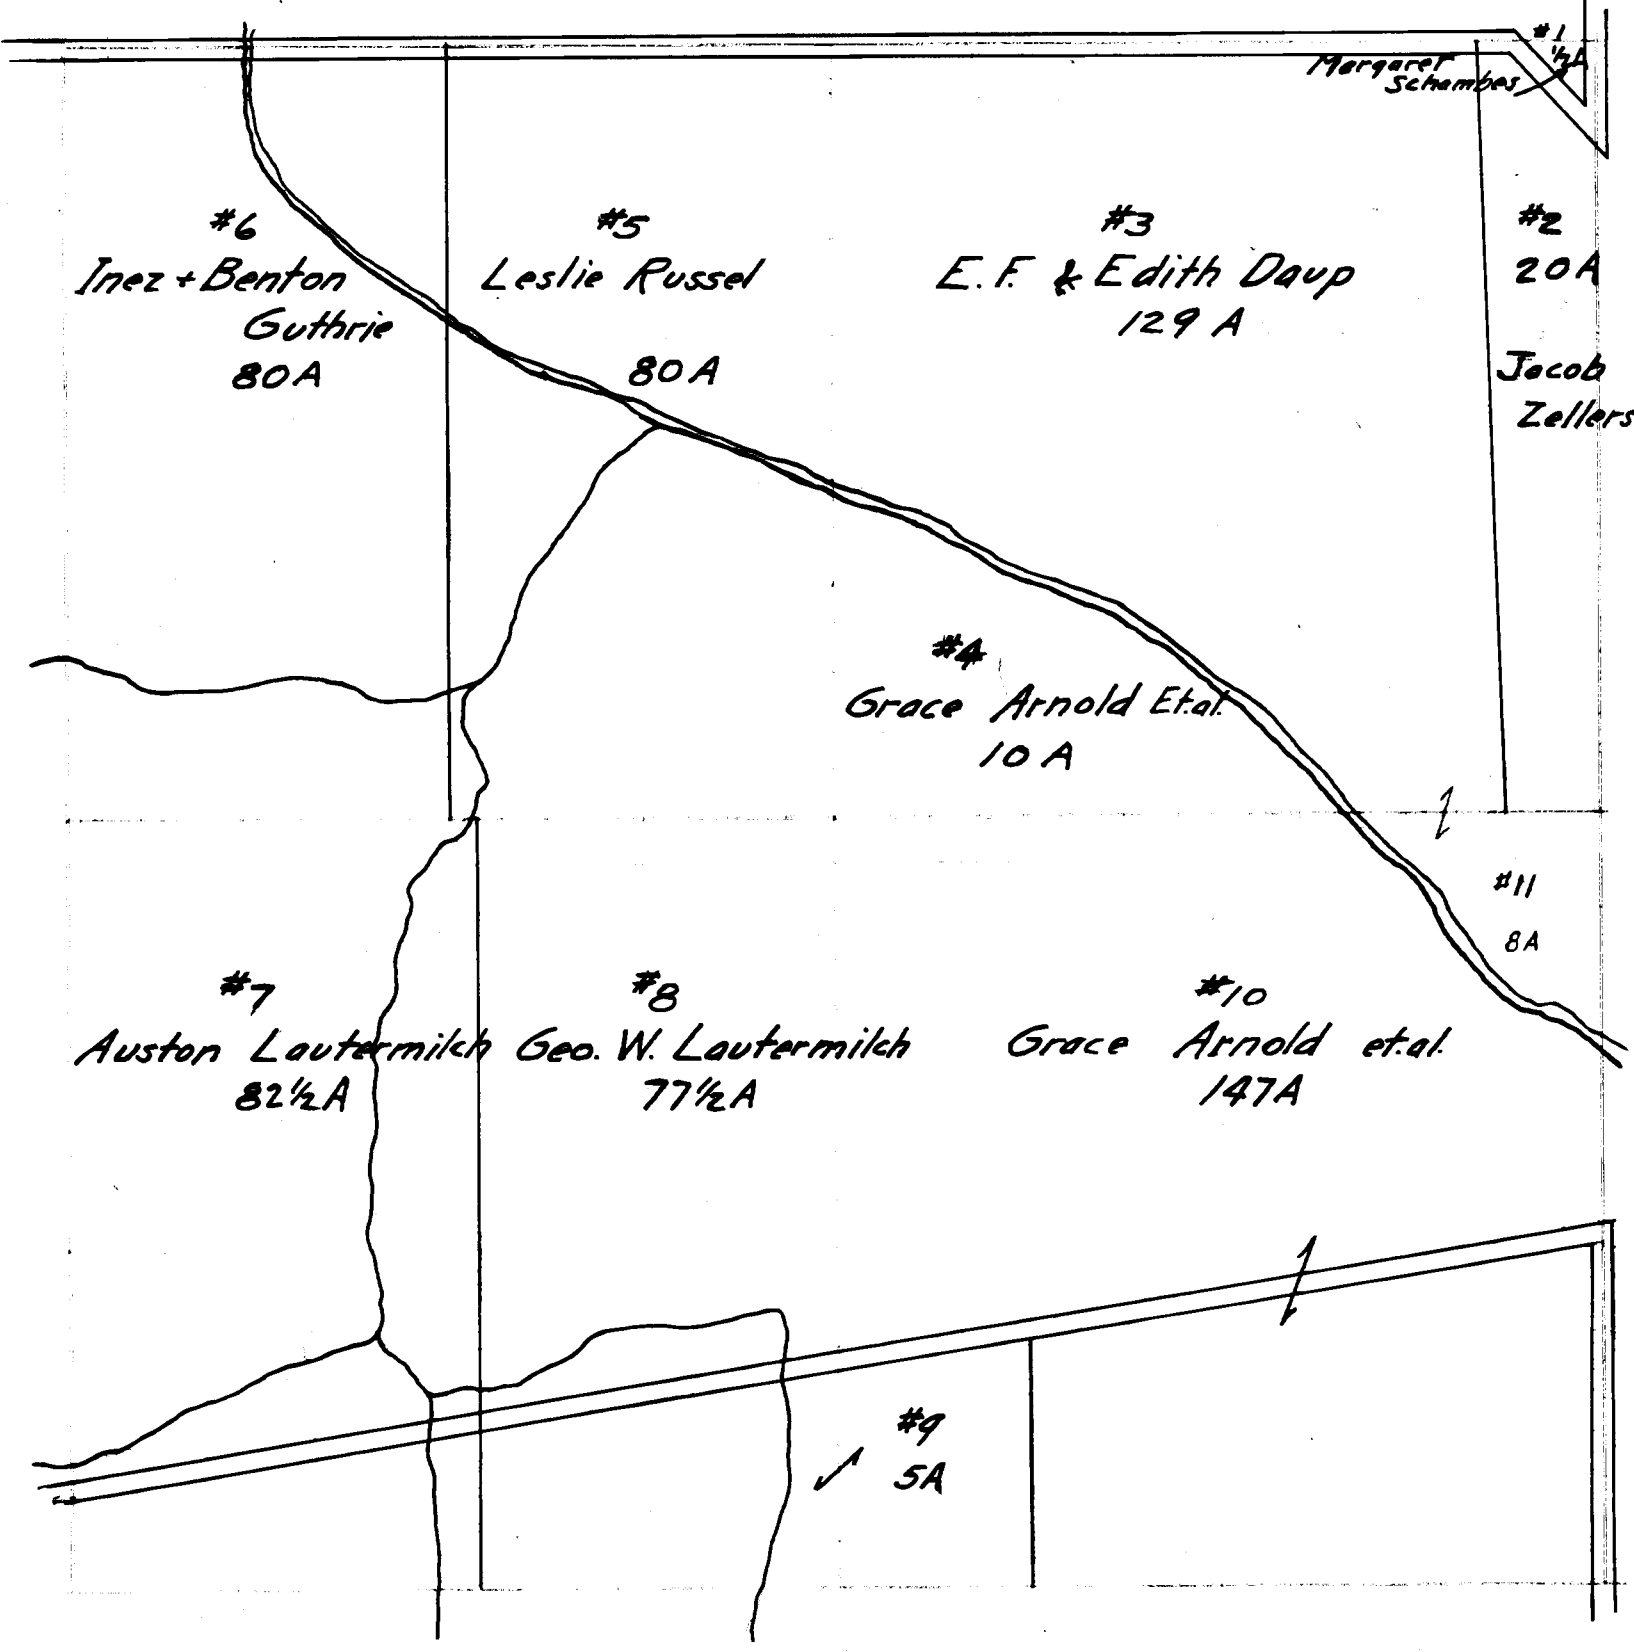 #1
½A
Margaret
Schambes
#6
Inez + Benton
Guthrie
80A
#5
Leslie Russel
80A
#3
E.F. & Edith Daup
129 A
#2
20A
Jacob
Zellers
#4
Grace Arnold Et.al.
10 A
#11
8A
#7
Auston Lautermilch
82½A
#8
Geo. W. Lautermilch
77½A
#10
Grace Arnold et.al.
147A
#9
5A